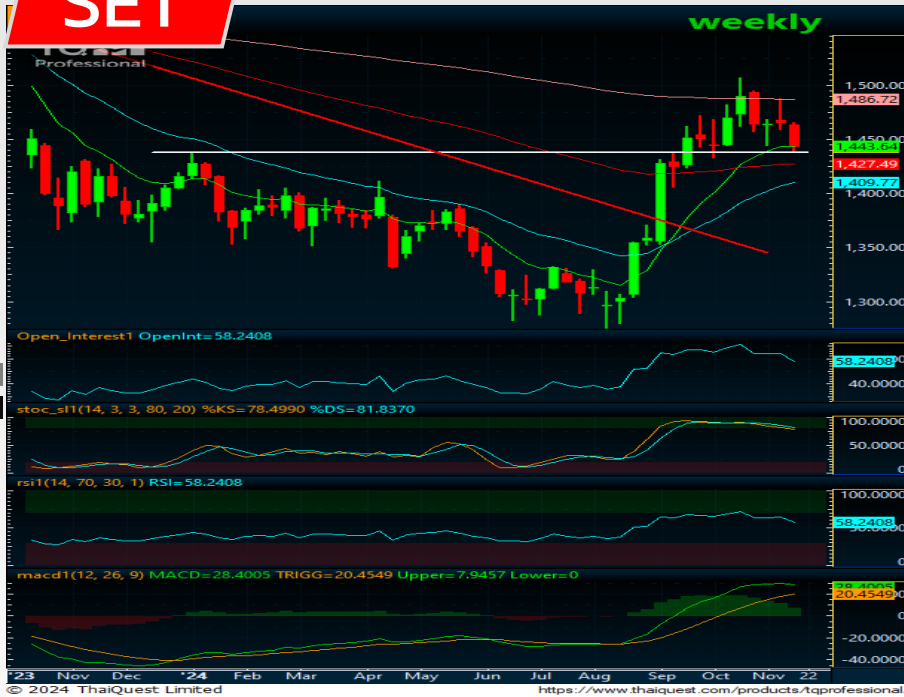 SET
weekly
Professional
1,500.00
1,486.72
1,450.00
1,443.64
1,427.49
1,400.00
1,409.77
1,350.00
1,300.00
Open_Interest1 OpenInt=58.2408
58.2408
40.0000
stoc_sl1(14, 3, 3, 80, 20) %KS=78.4990 %DS=81.8370
100.0000
50.0000
0
rsi1(14, 70, 30, 1) RSI=58.2408
100.0000
58.2408
0
macd1(12, 26, 9) MACD=28.4005 TRIGG=20.4549 Upper=7.9457 Lower=0
28.4005
20.4549
0
-20.0000
-40.0000
'23 Nov Dec '24 Feb Mar Apr May Jun Jul Aug Sep Oct Nov 22
© 2024 ThaiQuest Limited https://www.thaiquest.com/products/tqprofessional